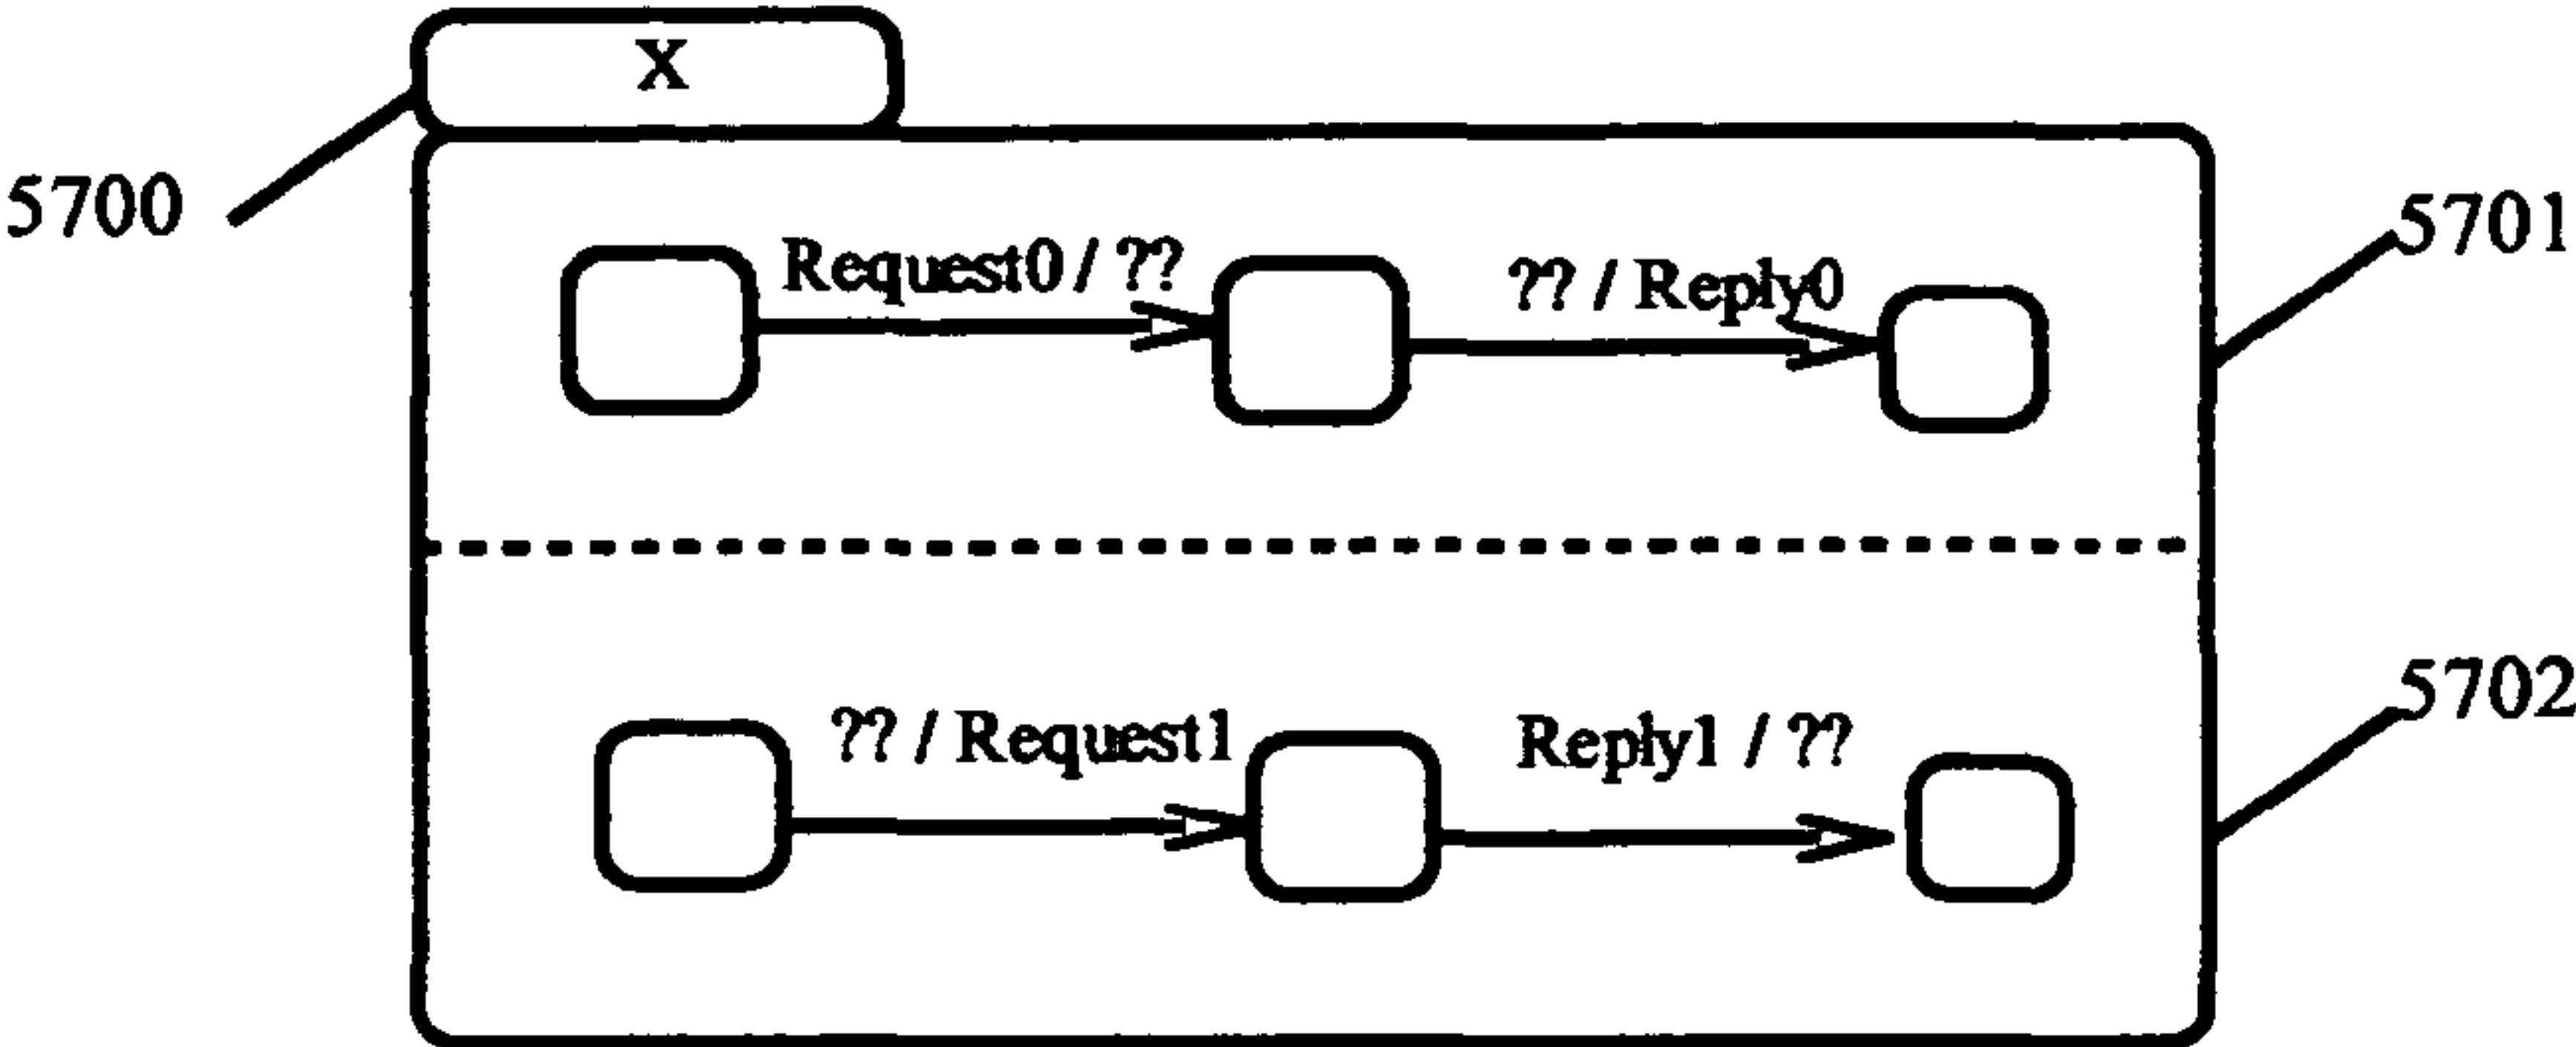 X
5700
5701
Request0 / ??
?? / Reply0
5702
?? / Request1
Reply1 / ??